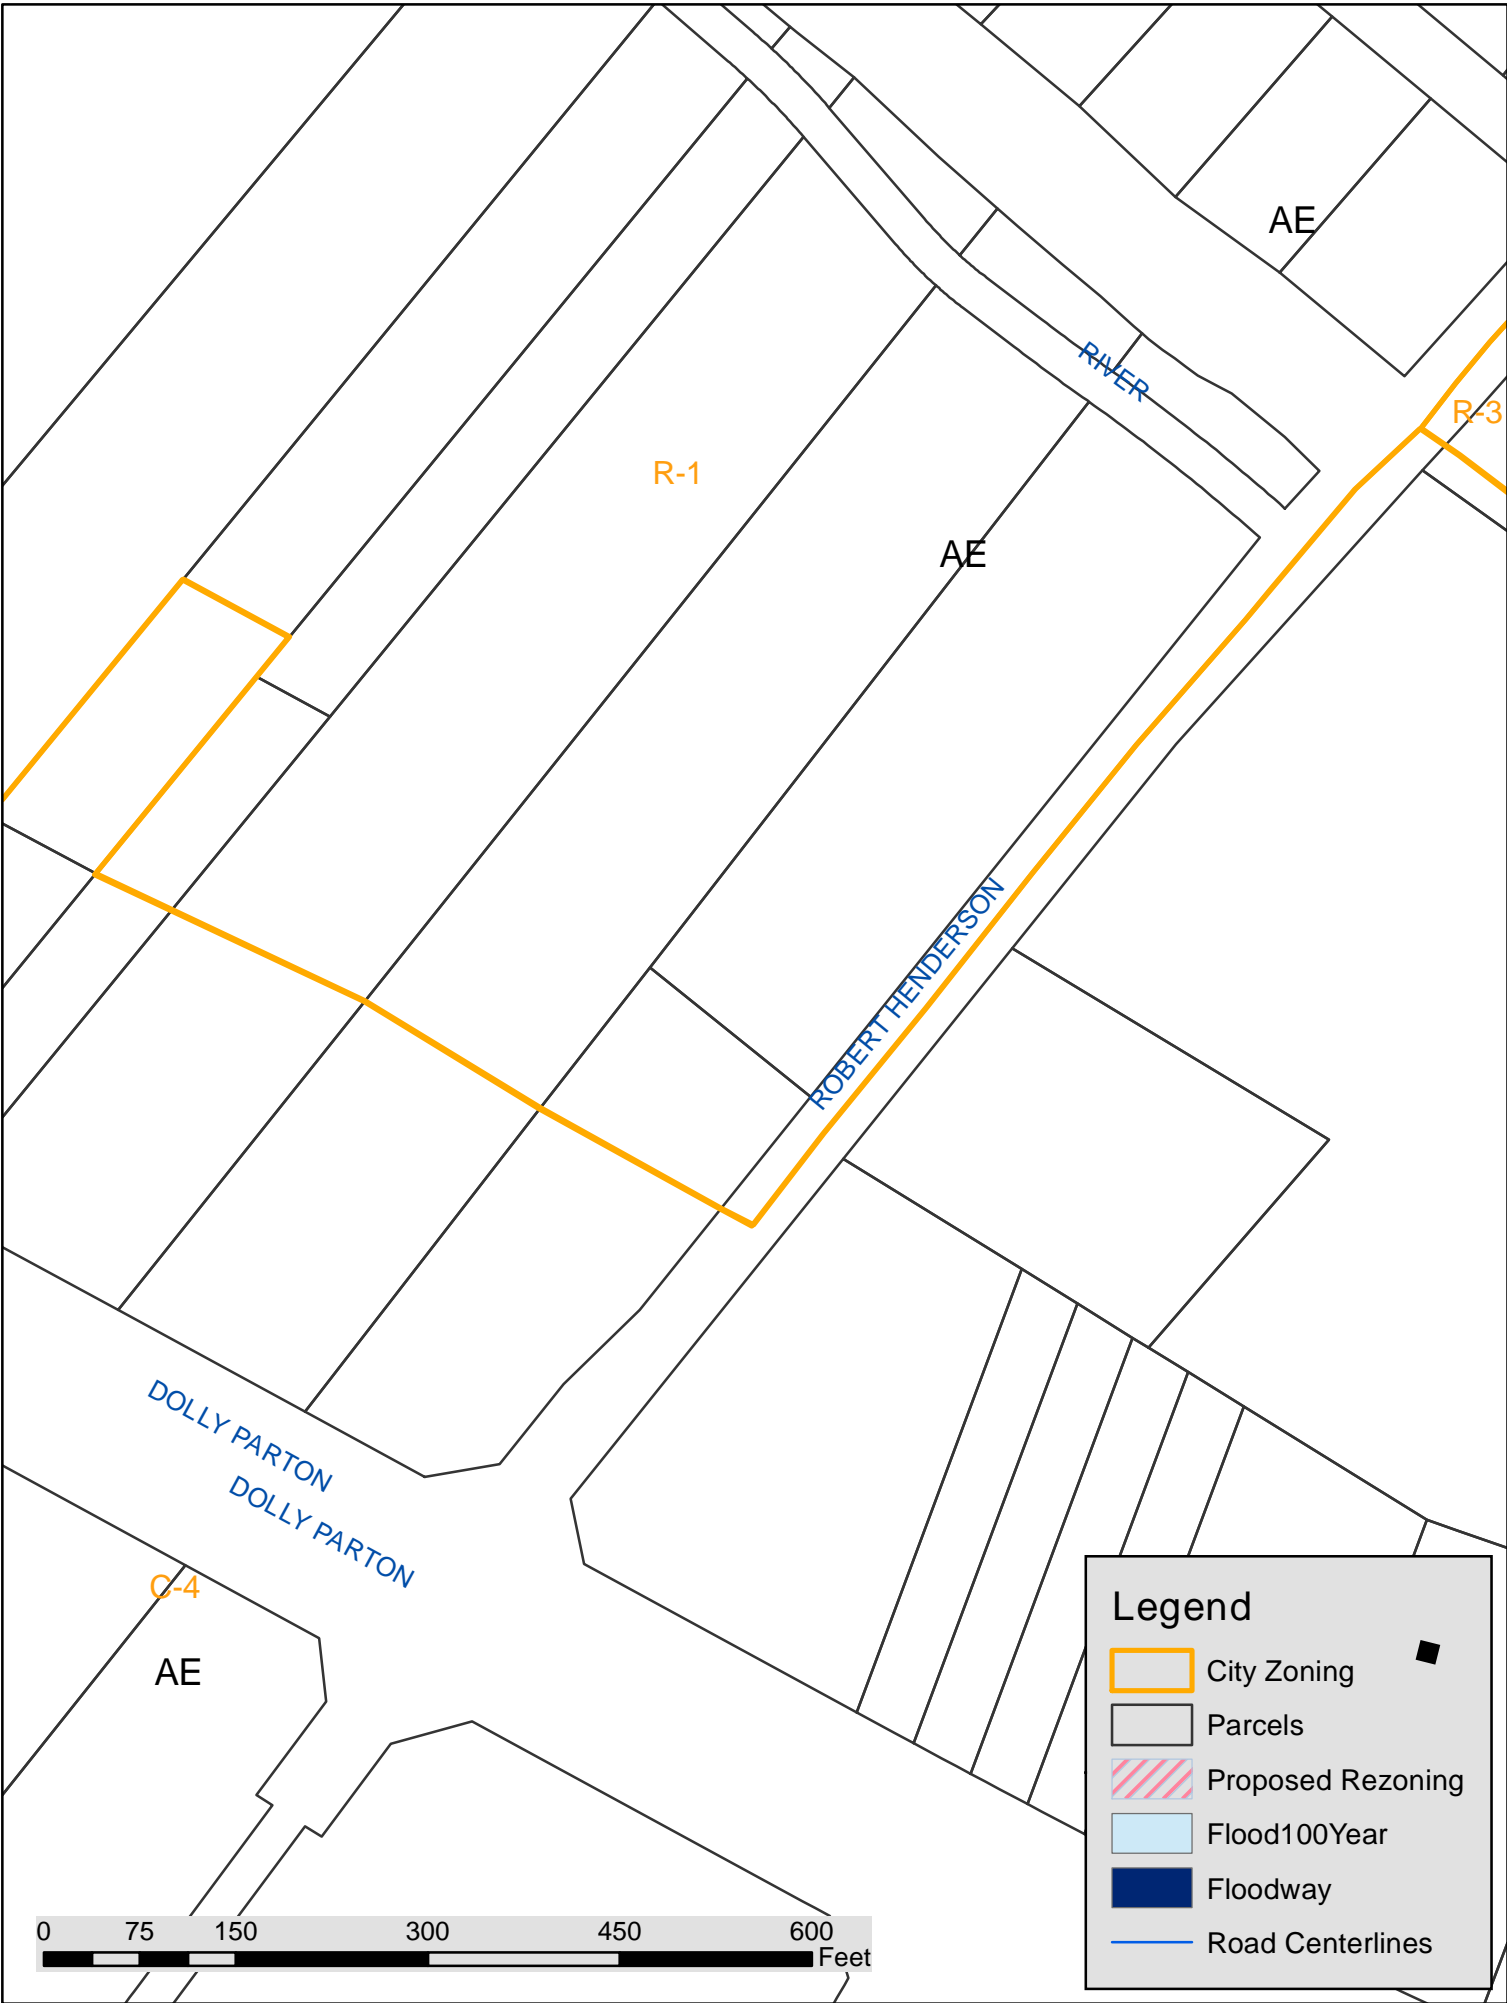 AE
RIVER
R-3
R-1
AE
ROBERT HENDERSON
DOLLY PARTON
DOLLY PARTON
C-4
AE
Legend
City Zoning
Parcels
Proposed Rezoning
Flood100Year
Floodway
Road Centerlines
0 75 150 300 450 600
Feet